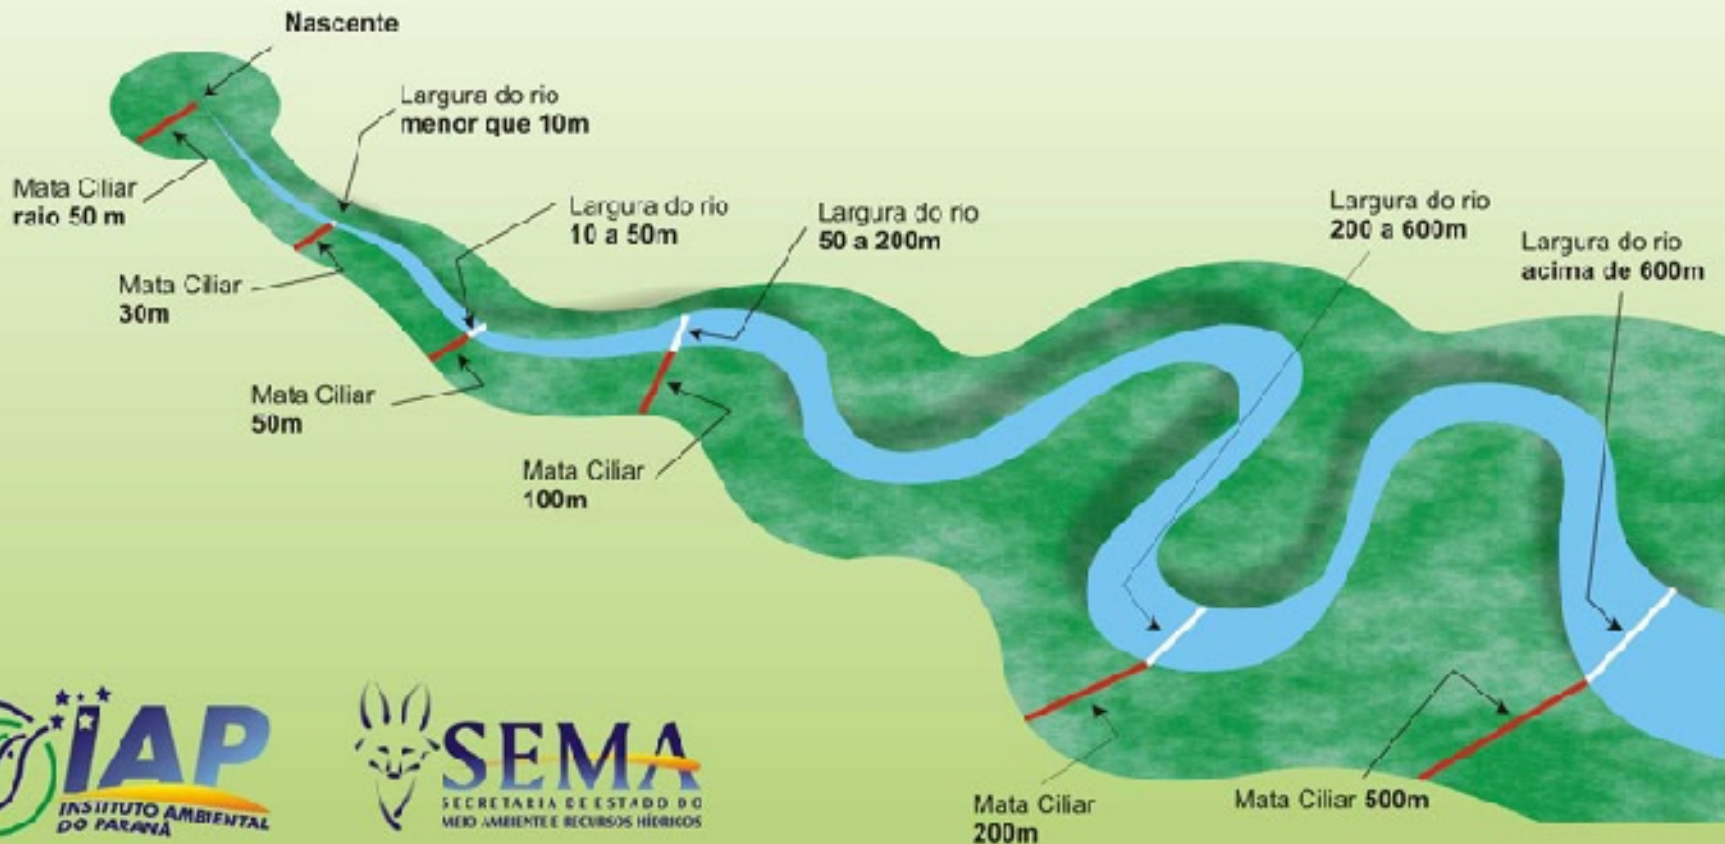 Nascente
Largura do rio
menor que 10m
Mata Ciliar
raio 50 m
Largura do rio
10 a 50m
Largura do rio
50 a 200m
Largura do rio
200 a 600m
Largura do rio
acima de 600m
Mata Ciliar
30m
Mata Ciliar
50m
Mata Ciliar
100m
Mata Ciliar
200m
Mata Ciliar 500m
IAP
INSTITUTO AMBIENTAL
DO PARANÁ
SEMA
SECRETARIA DE ESTADO DO
MEIO AMBIENTE E RECURSOS HÍDRICOS